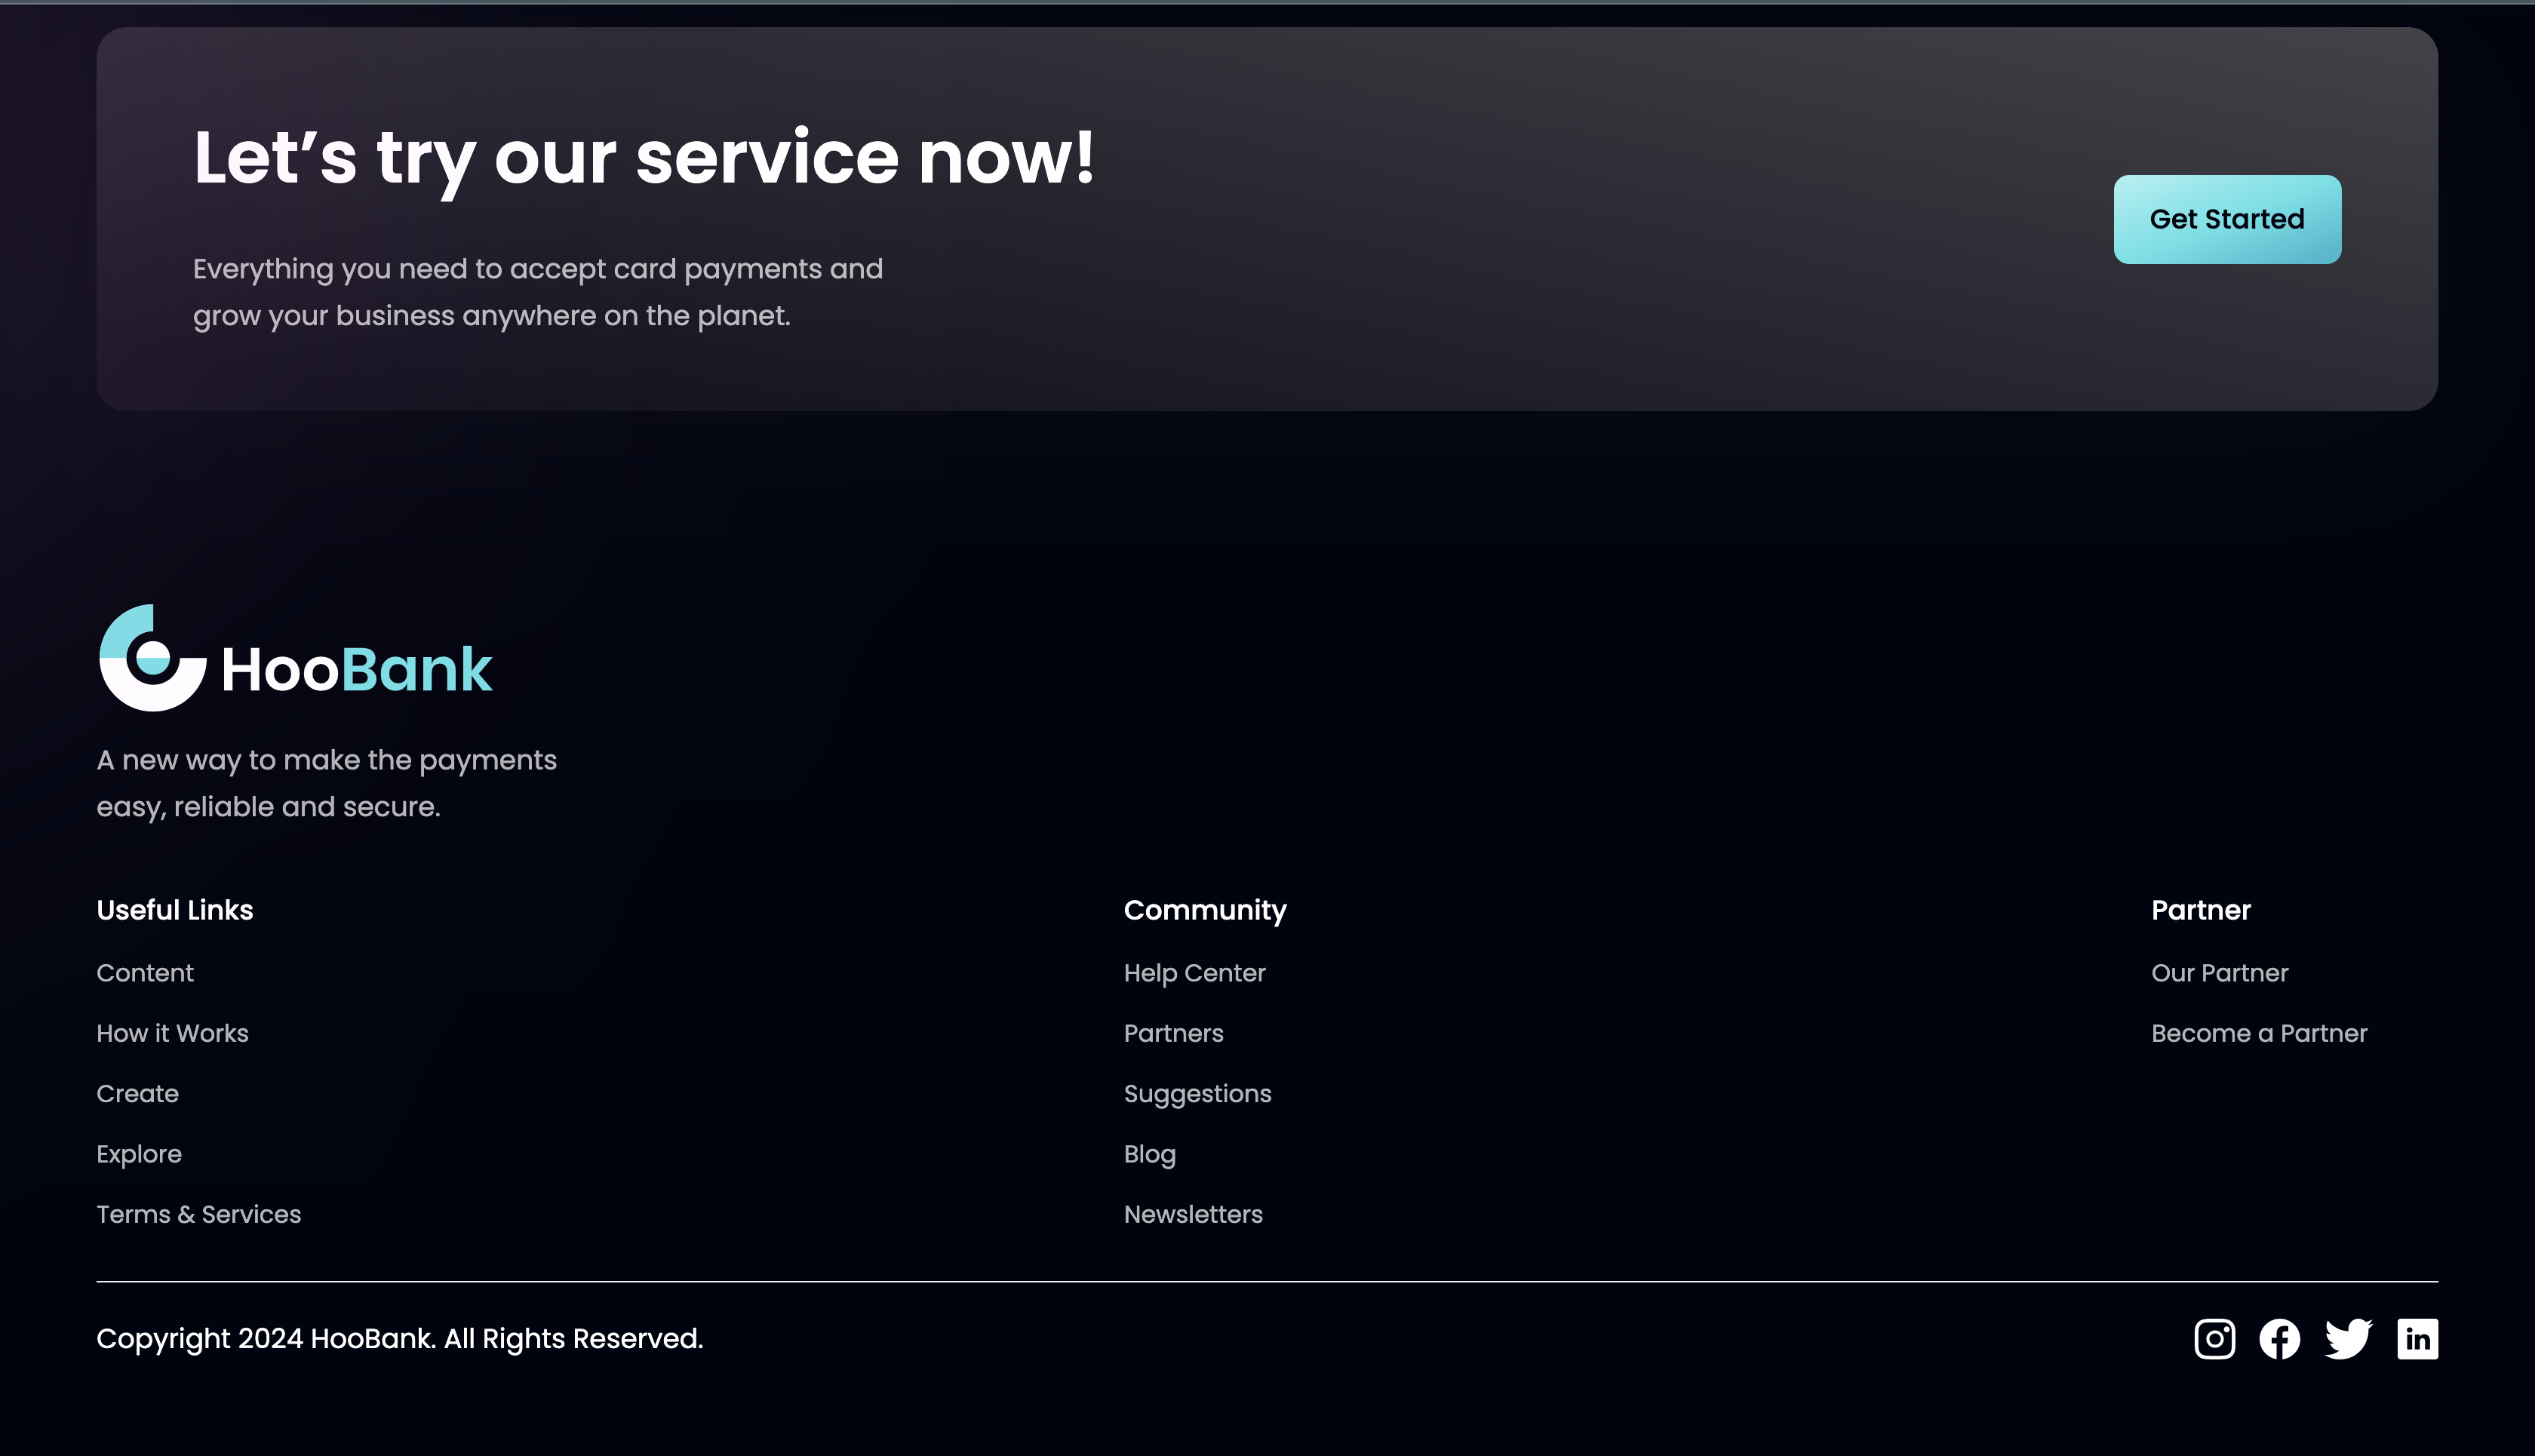 Let’s try our service now!
Everything you need to accept card payments and
grow your business anywhere on the planet.
Get Started
HooBank
A new way to make the payments
easy, reliable and secure.
Useful Links
Content
How it Works
Create
Explore
Terms & Services
Community
Help Center
Partners
Suggestions
Blog
Newsletters
Partner
Our Partner
Become a Partner
Copyright 2024 HooBank. All Rights Reserved.
in